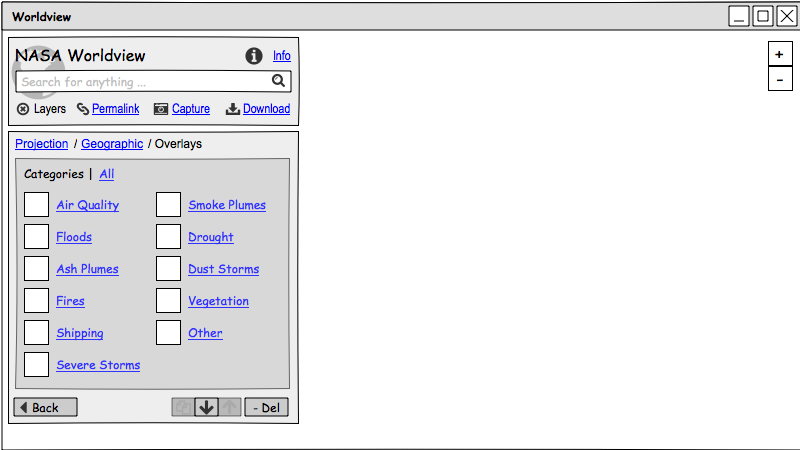 Worldview
NASA Worldview
Info
Search for anything ...
Layers Permalink Capture Download
Projection / Geographic / Overlays
Categories | All
Air Quality Smoke Plumes
Floods Drought
Ash Plumes Dust Storms
Fires Vegetation
Shipping Other
Severe Storms
Back
- Del
+
-